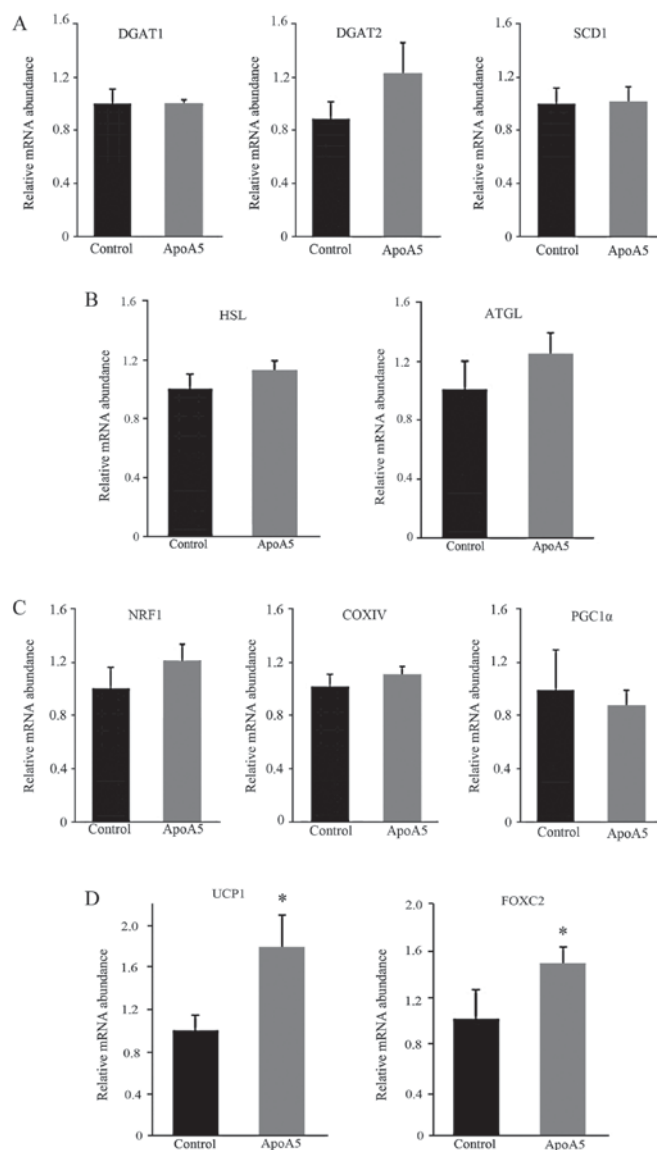 A
DGAT1
DGAT2
SCD1
Relative mRNA abundance
1.6
1.2
0.8
0.4
0
Control ApoA5
Relative mRNA abundance
1.6
1.2
0.8
0.4
0
Control ApoA5
Relative mRNA abundance
1.6
1.2
0.8
0.4
0
Control ApoA5
B
HSL
ATGL
Relative mRNA abundance
1.6
1.2
0.8
0.4
0
Control ApoA5
Relative mRNA abundance
1.6
1.2
0.8
0.4
0
Control ApoA5
C
NRF1
COXIV
PGC1α
Relative mRNA abundance
1.6
1.2
0.8
0.4
0
Control ApoA5
Relative mRNA abundance
1.6
1.2
0.8
0.4
0
Control ApoA5
Relative mRNA abundance
1.6
1.2
0.8
0.4
0
Control ApoA5
D
UCP1
FOXC2
Relative mRNA abundance
2.0
1.6
1.2
0.8
0.4
0
*
Control ApoA5
Relative mRNA abundance
2.0
1.6
1.2
0.8
0.4
0
*
Control ApoA5